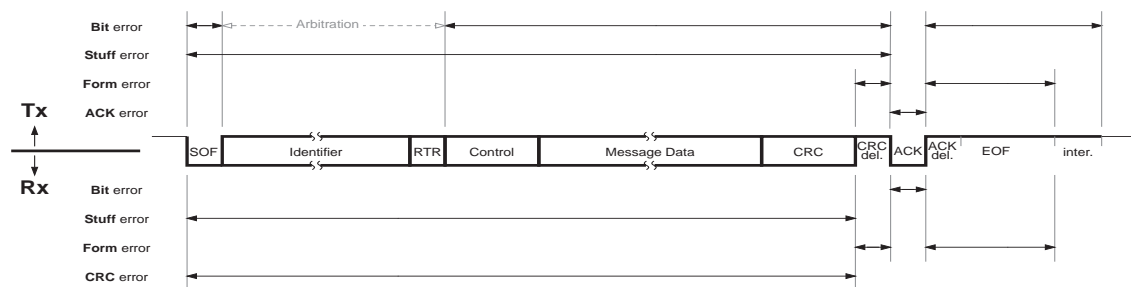 Bit error
Arbitration
Stuff error
Form error
Tx
ACK error
SOF Identifier RTR Control Message Data CRC CRC del. ACK ACK del. EOF inter.
Rx
Bit error
Stuff error
Form error
CRC error